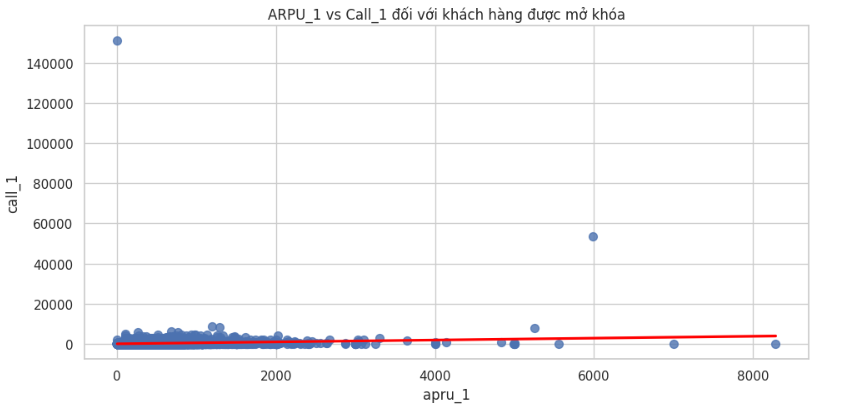 ARPU_1 vs Call_1 đối với khách hàng được mở khóa
140000
120000
100000
80000
60000
40000
20000
0
call_1
0 2000 4000 6000 8000
apru_1